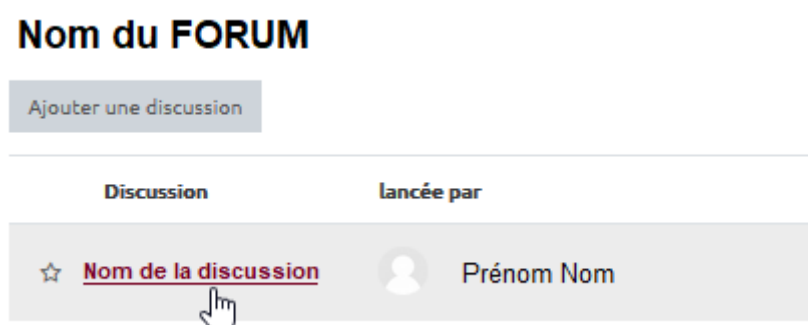 Nom du FORUM
Ajouter une discussion
Discussion lancée par
Nom de la discussion Prénom Nom